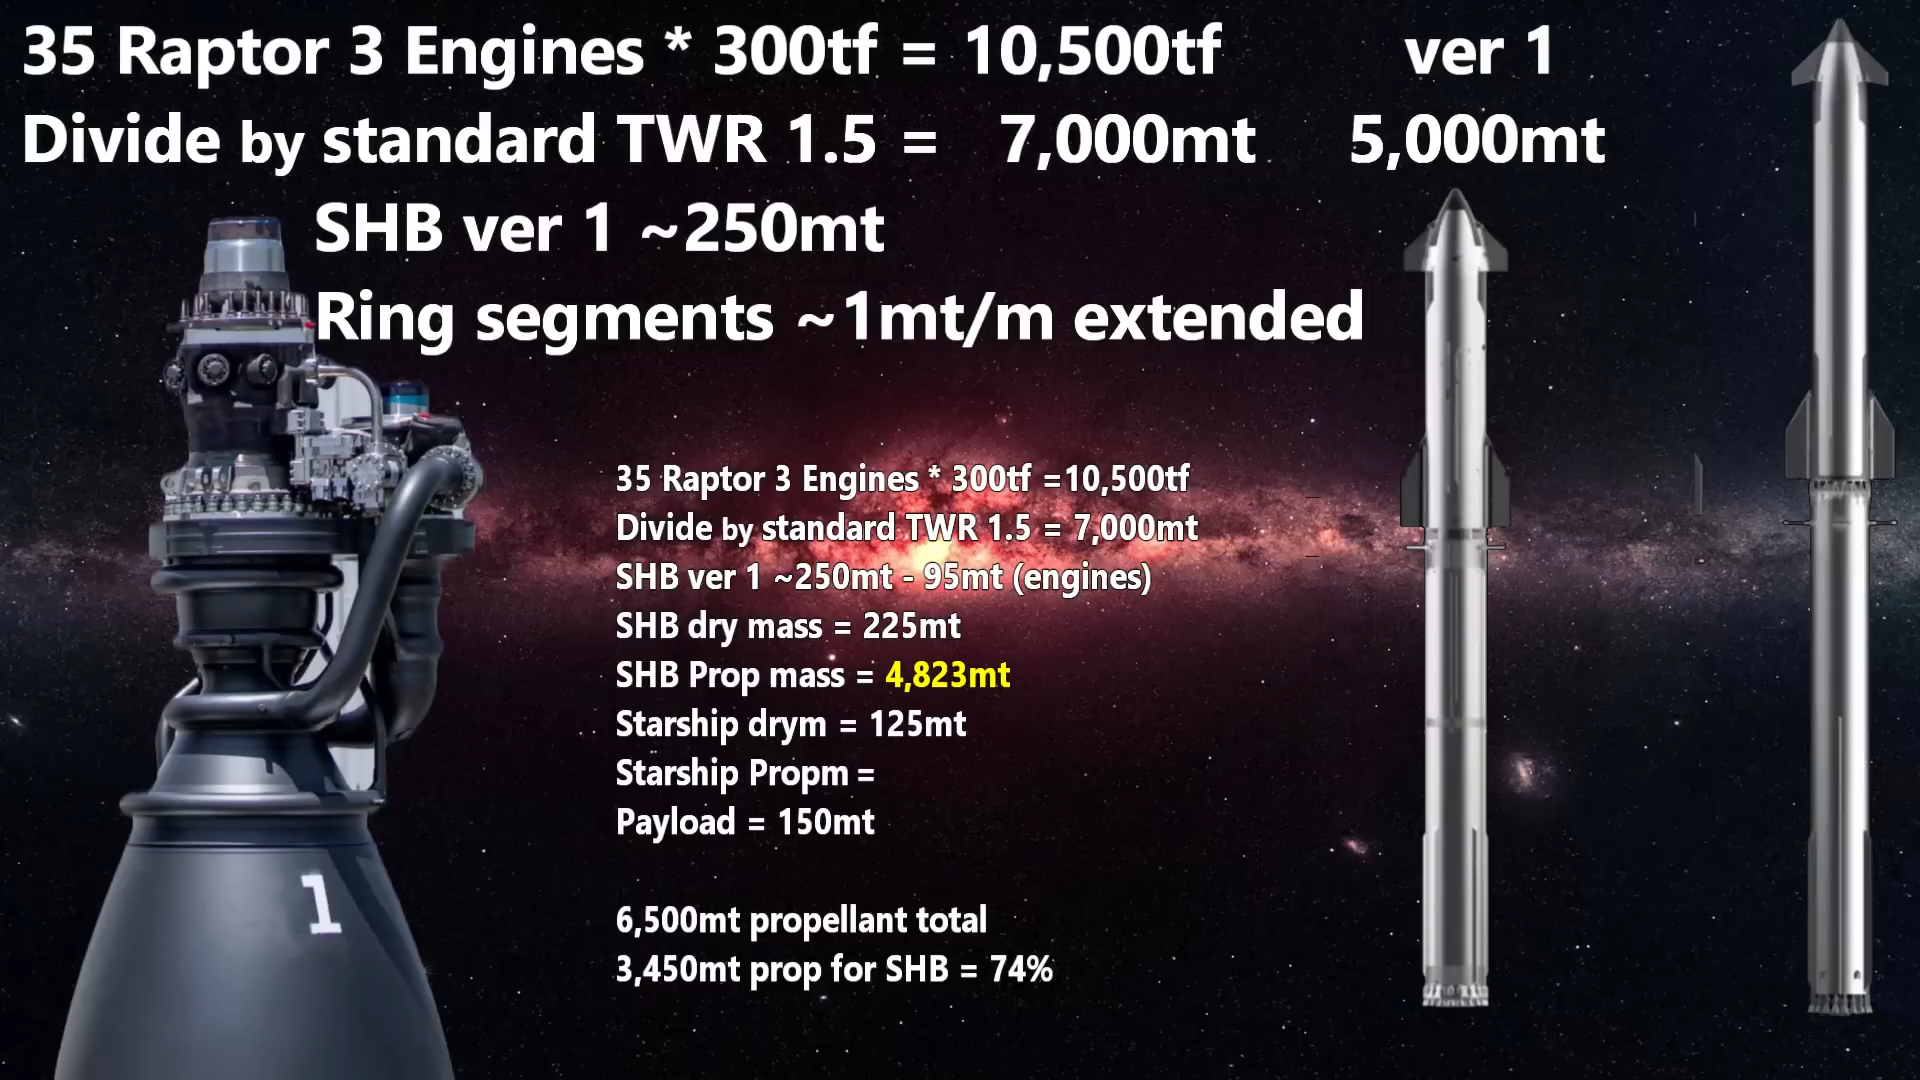 35 Raptor 3 Engines * 300tf = 10,500tf ver 1
Divide by standard TWR 1.5 = 7,000mt 5,000mt
SHB ver 1 ~250mt
Ring segments ~1mt/m extended
35 Raptor 3 Engines * 300tf =10,500tf
Divide by standard TWR 1.5 = 7,000mt
SHB ver 1 ~250mt - 95mt (engines)
SHB dry mass = 225mt
SHB Prop mass = 4,823mt
Starship drym = 125mt
Starship Propm =
Payload = 150mt
6,500mt propellant total
3,450mt prop for SHB = 74%
1